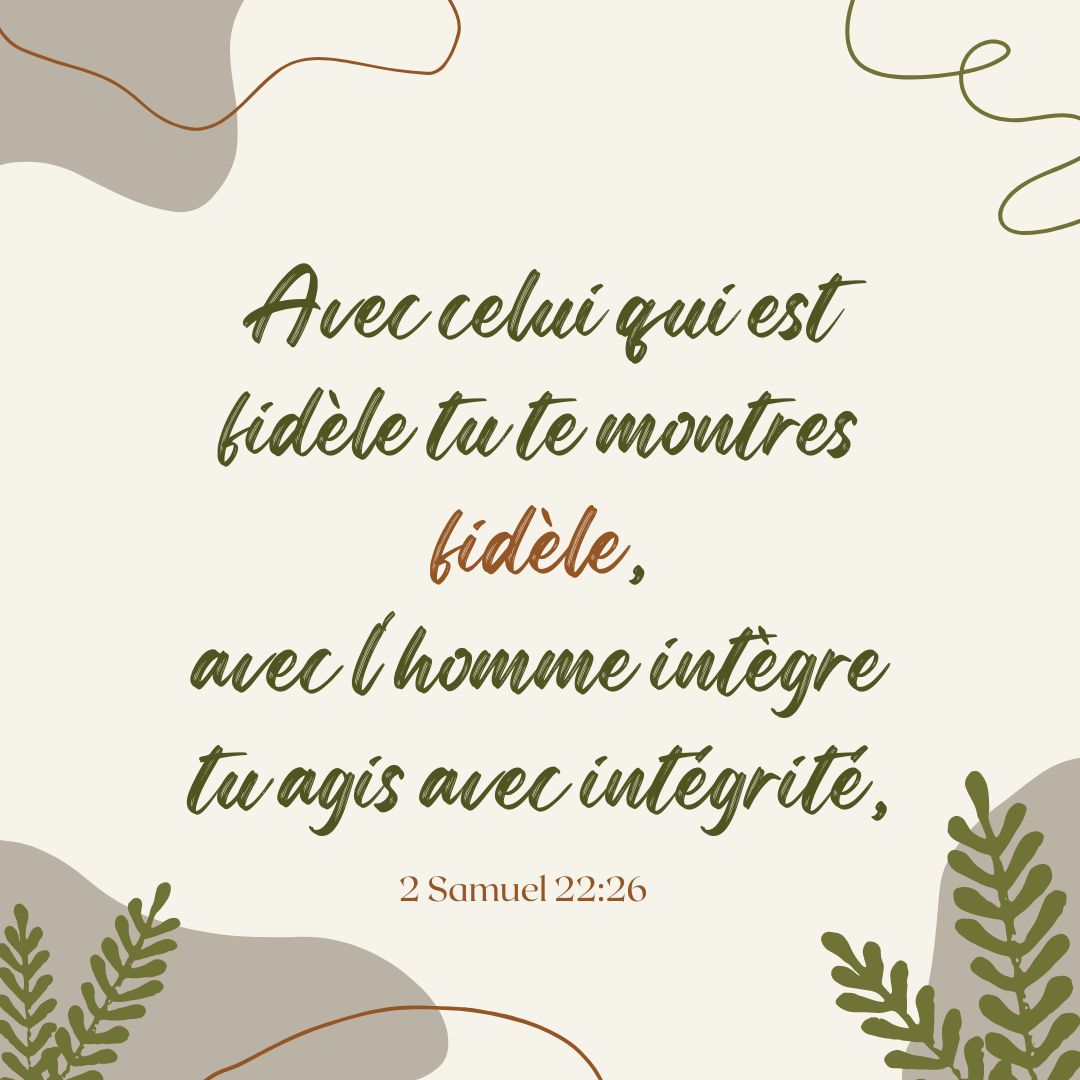 Avec celui qui est
fidèle tu te montres
fidèle,
avec l'homme intègre
tu agis avec intégrité,
2 Samuel 22:26